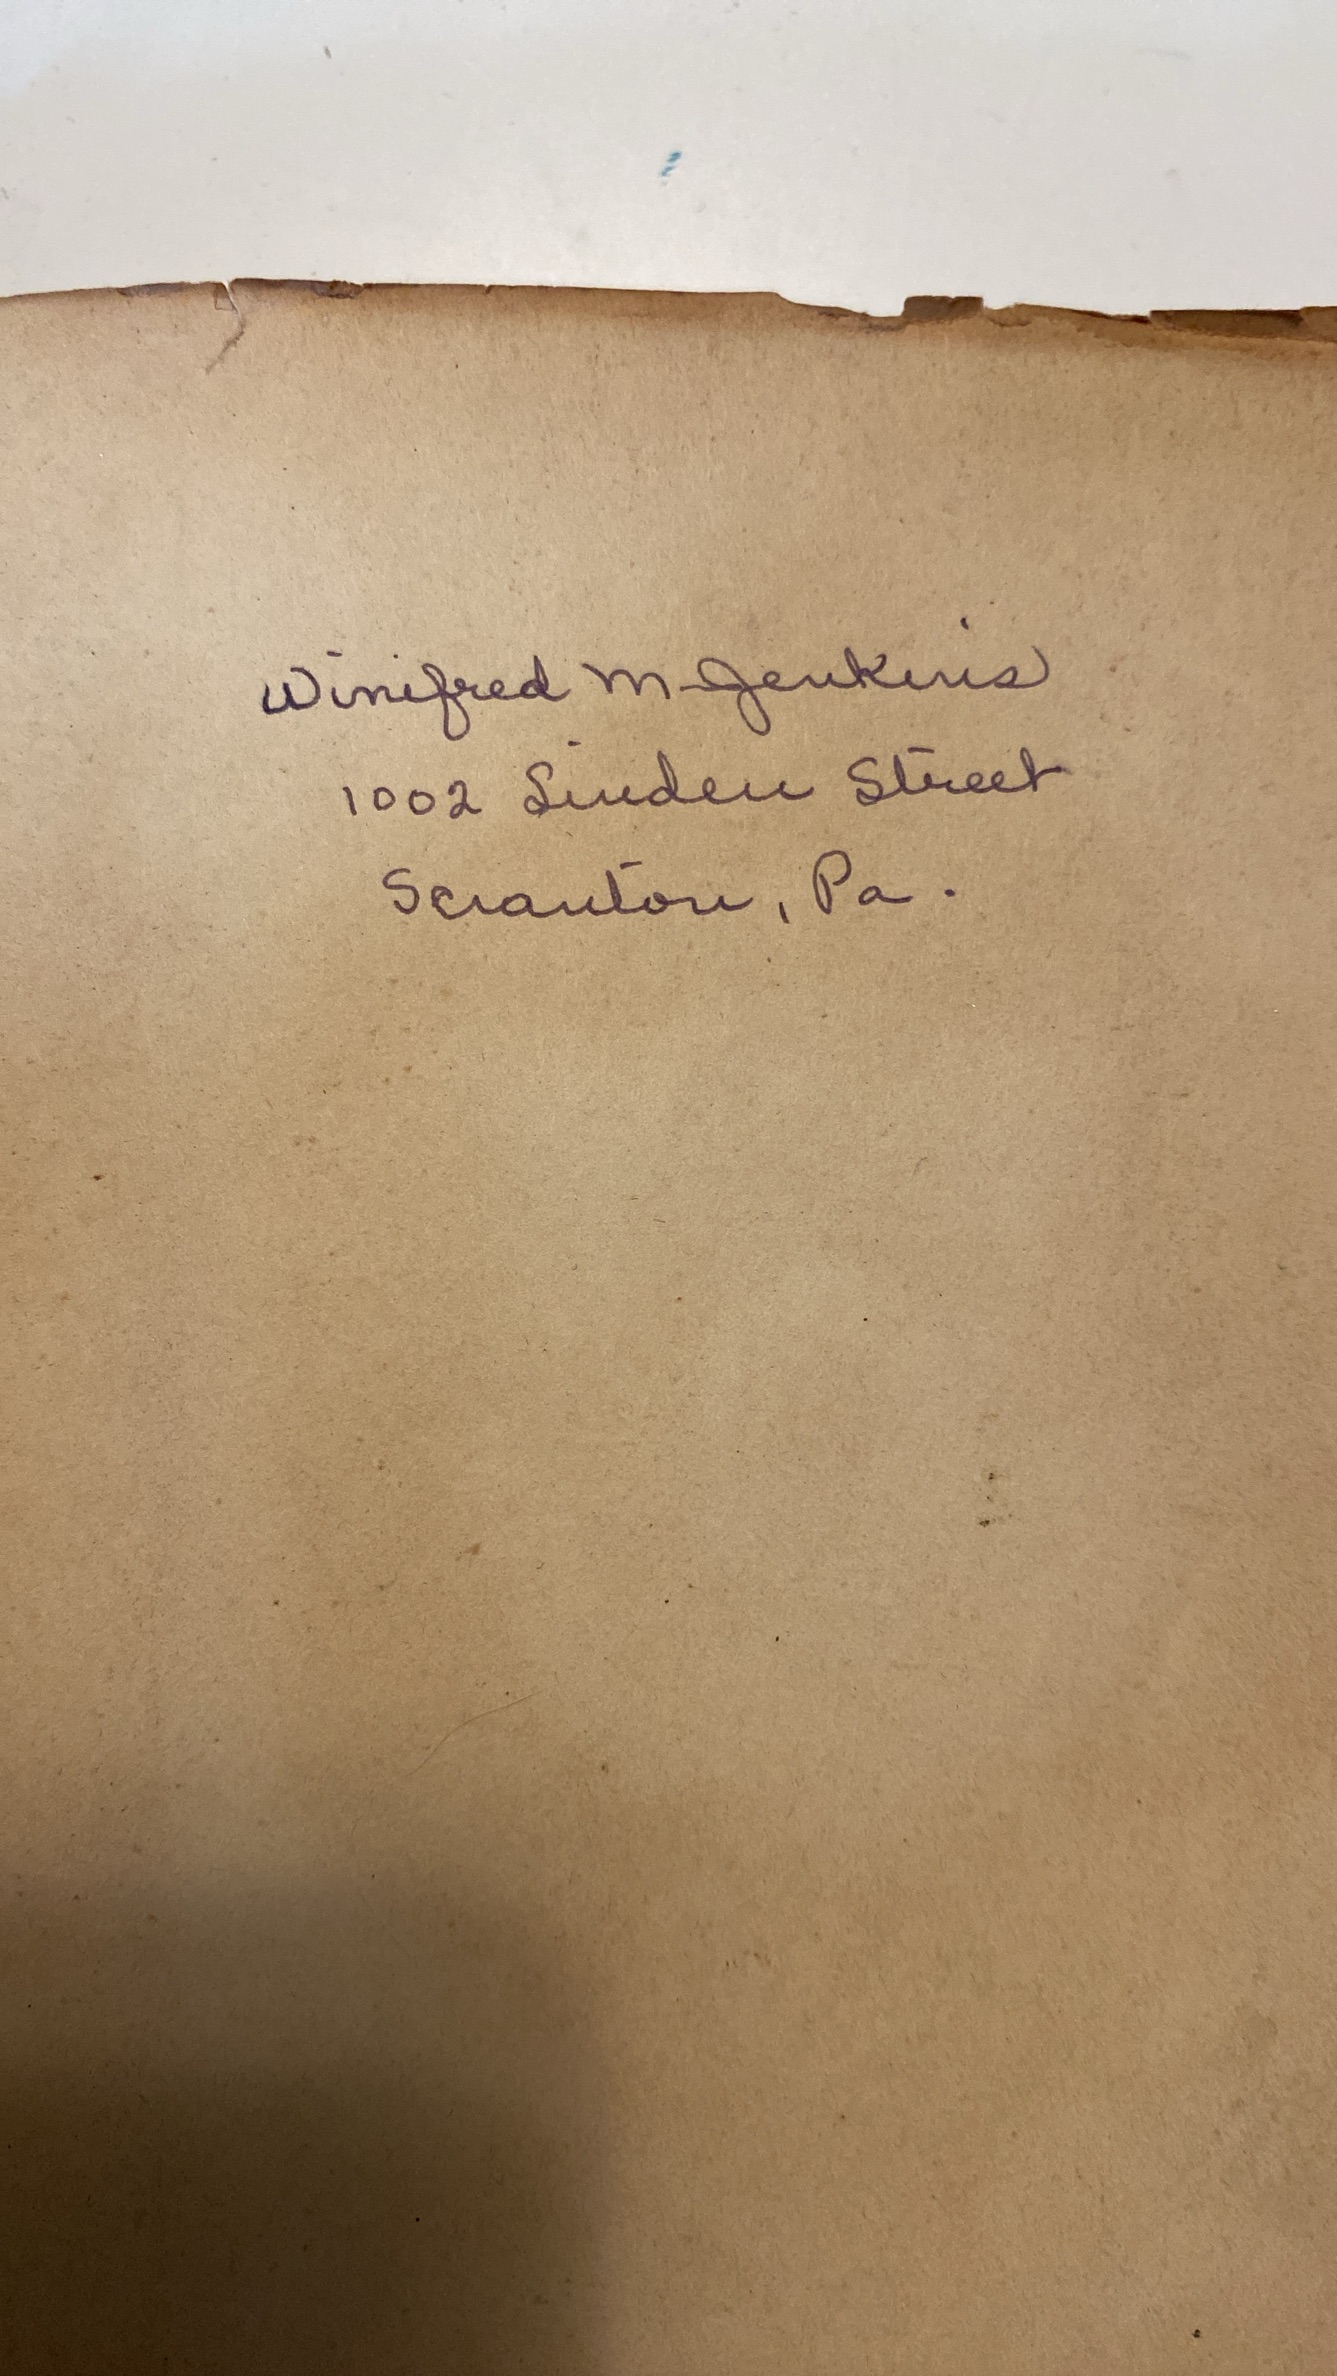 Winifred M Jenkins
1002 Linden Street
Scranton, Pa.